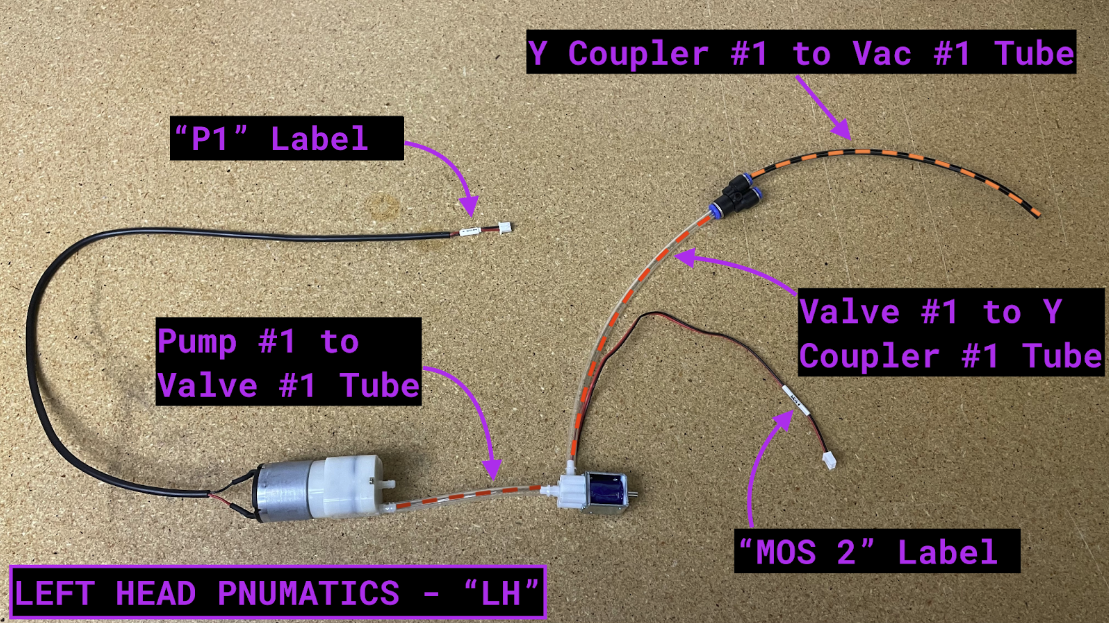 Y Coupler #1 to Vac #1 Tube
“P1” Label
Valve #1 to Y
Coupler #1 Tube
Pump #1 to
Valve #1 Tube
“MOS 2” Label
LEFT HEAD PNUMATICS - “LH”